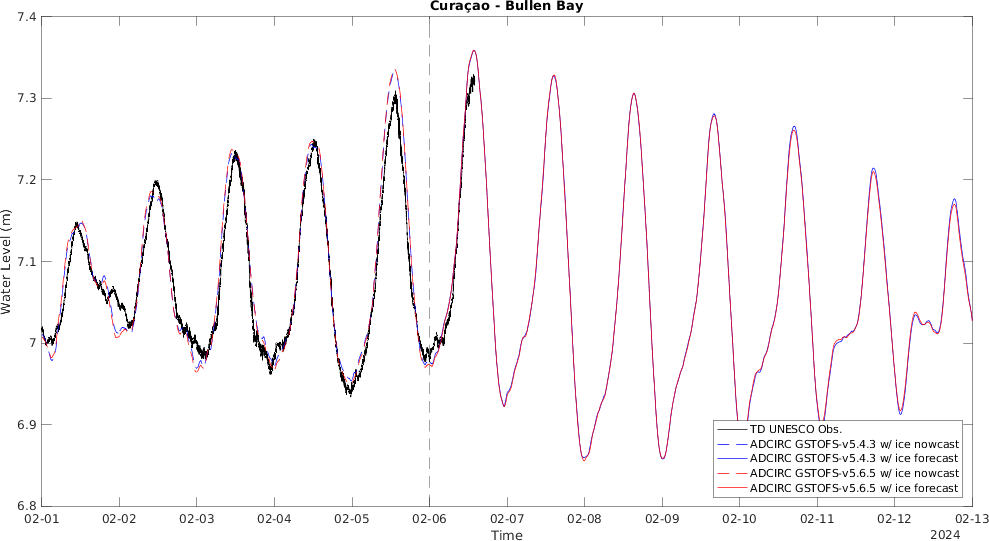 Curaçao - Bullen Bay
Water Level (m)
7.4
7.3
7.2
7.1
7
6.9
6.8
TD UNESCO Obs.
ADCIRC GSTOFS-v5.4.3 w/ ice nowcast
ADCIRC GSTOFS-v5.4.3 w/ ice forecast
ADCIRC GSTOFS-v5.6.5 w/ ice nowcast
ADCIRC GSTOFS-v5.6.5 w/ ice forecast
02-01 02-02 02-03 02-04 02-05 02-06 02-07 02-08 02-09 02-10 02-11 02-12 02-13
Time
2024